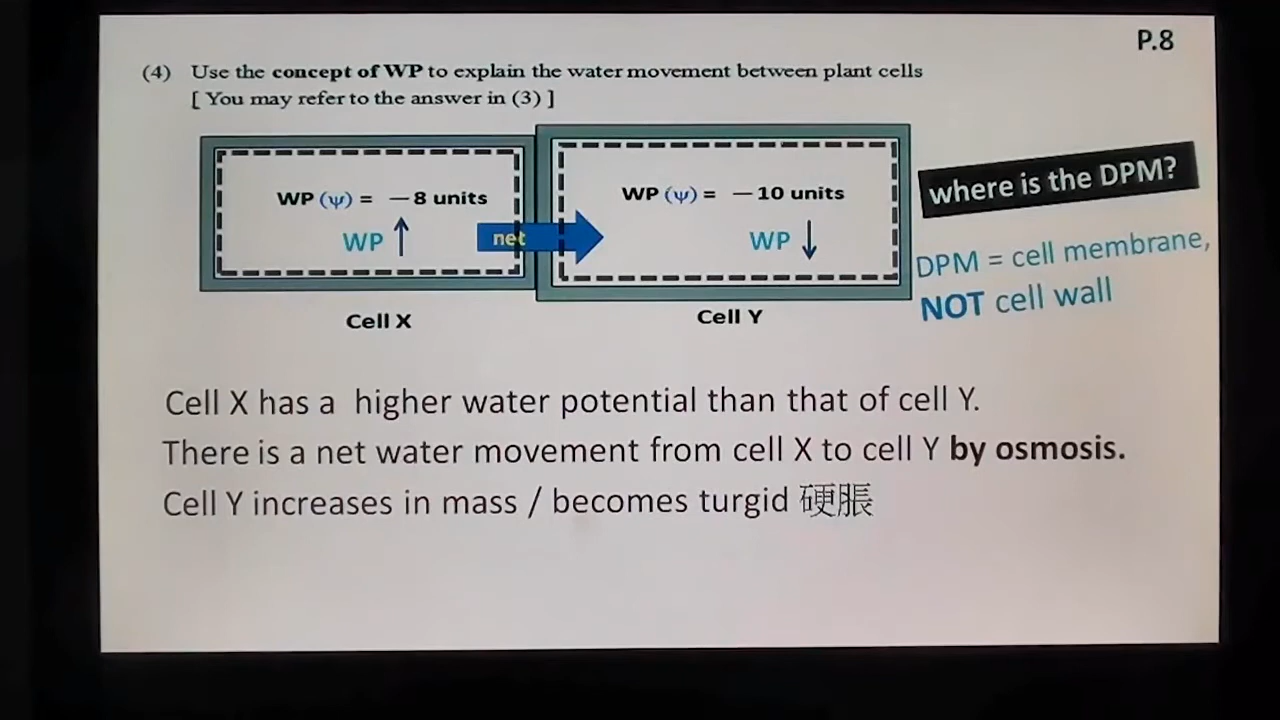 P.8
(4) Use the concept of WP to explain the water movement between plant cells
[ You may refer to the answer in (3) ]
WP (ψ) = — 8 units
WP ↑
net
WP (ψ) = — 10 units
WP ↓
where is the DPM?
DPM = cell membrane,
NOT cell wall
Cell X
Cell Y
Cell X has a higher water potential than that of cell Y.
There is a net water movement from cell X to cell Y by osmosis.
Cell Y increases in mass / becomes turgid 硬脹